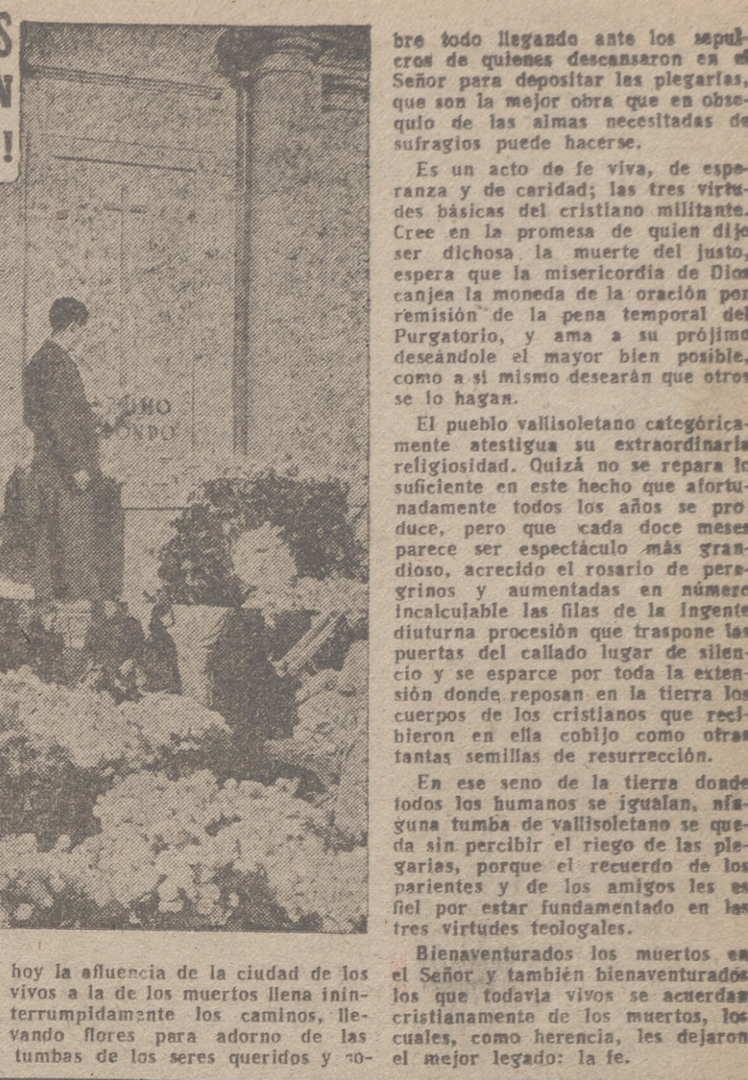 S
N
!
IMO
ONDO
hoy la afluencia de la ciudad de los
vivos a la de los muertos llena inin-
terrumpidamente los caminos, lle-
vando flores para adorno de las
tumbas de los seres queridos y so-
bre todo llegando ante los sepul-
cros de quienes descansaron en el
Señor para depositar las plegarias,
que son la mejor obra que en obse-
quio de las almas necesitadas de
sufragios puede hacerse.
Es un acto de fe viva, de espe-
ranza y de caridad; las tres virtu-
des básicas del cristiano militante.
Cree en la promesa de quien dijo
ser dichosa la muerte del justo,
espera que la misericordia de Dios
canjea la moneda de la oración por
remisión de la pena temporal del
Purgatorio, y ama a su prójimo
deseándole el mayor bien posible,
como a si mismo desearán que otros
se lo hagan.
El pueblo vallisoletano categórica-
mente atestigua su extraordinaria
religiosidad. Quizá no se repara lo
suficiente en este hecho que afortu-
nadamente todos los años se pro
duce, pero que cada doce meses
parece ser espectáculo más gran-
dioso, acrecido el rosario de pere-
grinos y aumentadas en número
incalculable las filas de la ingente
diuturna procesión que traspone las
puertas del callado lugar de silen-
cio y se esparce por toda la exten-
sión donde reposan en la tierra los
cuerpos de los cristianos que reci-
bieron en ella cobijo como otras
tantas semillas de resurrección.
En ese seno de la tierra donde
todos los humanos se igualan, nin-
guna tumba de vallisoletano se que-
da sin percibir el riego de las ple-
garias, porque el recuerdo de los
parientes y de los amigos les es
fiel por estar fundamentado en las
tres virtudes teologales.
Bienaventurados los muertos en
el Señor y también bienaventurados
los que todavia vivos se acuerdan
cristianamente de los muertos, los
cuales, como herencia, les dejaron
el mejor legado: la fe.